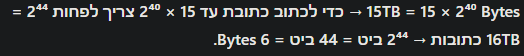 15TB = 15 × 2⁴⁰ Bytes → כדי לכתוב כתובת עד 15 × 2⁴⁰ צריך לפחות 2⁴⁴ =
16TB כתובות → 2⁴⁴ ביט = 44 ביט = 6 Bytes.